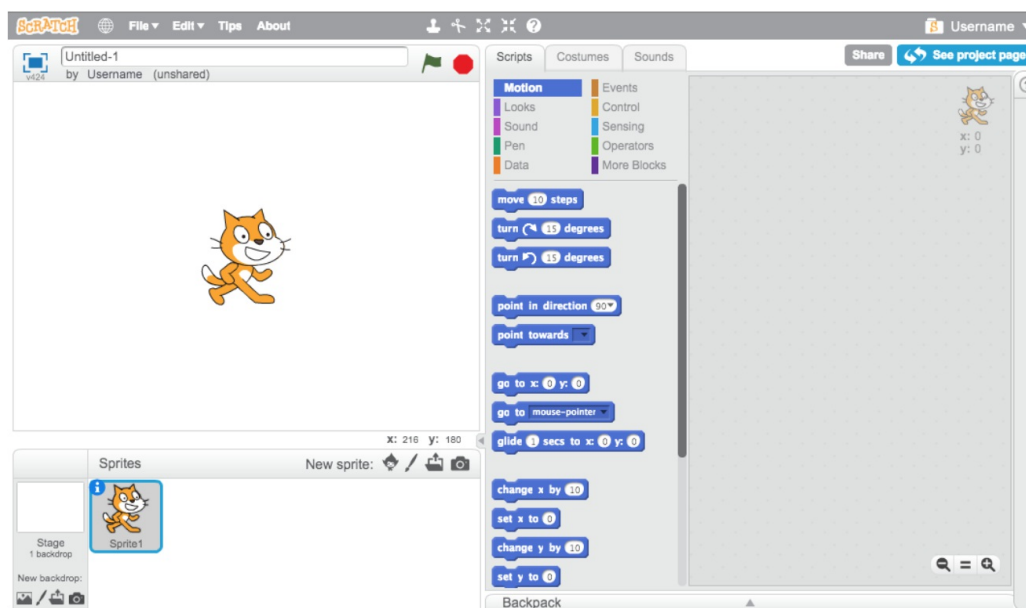 SCRATCH File Edit Tips About Username
Untitled-1
by Username (unshared)
v424
Scripts Costumes Sounds
Share See project page
Motion Events
Looks Control
Sound Sensing
Pen Operators
Data More Blocks
x: 0
y: 0
move 10 steps
turn 15 degrees
turn 15 degrees
point in direction 90
point towards
go to x: 0 y: 0
go to mouse-pointer
glide 1 secs to x: 0 y: 0
change x by 10
set x to 0
change y by 10
set y to 0
X: 216 Y: 180
Sprites New sprite:
Sprite1
Stage
1 backdrop
New backdrop:
Backpack